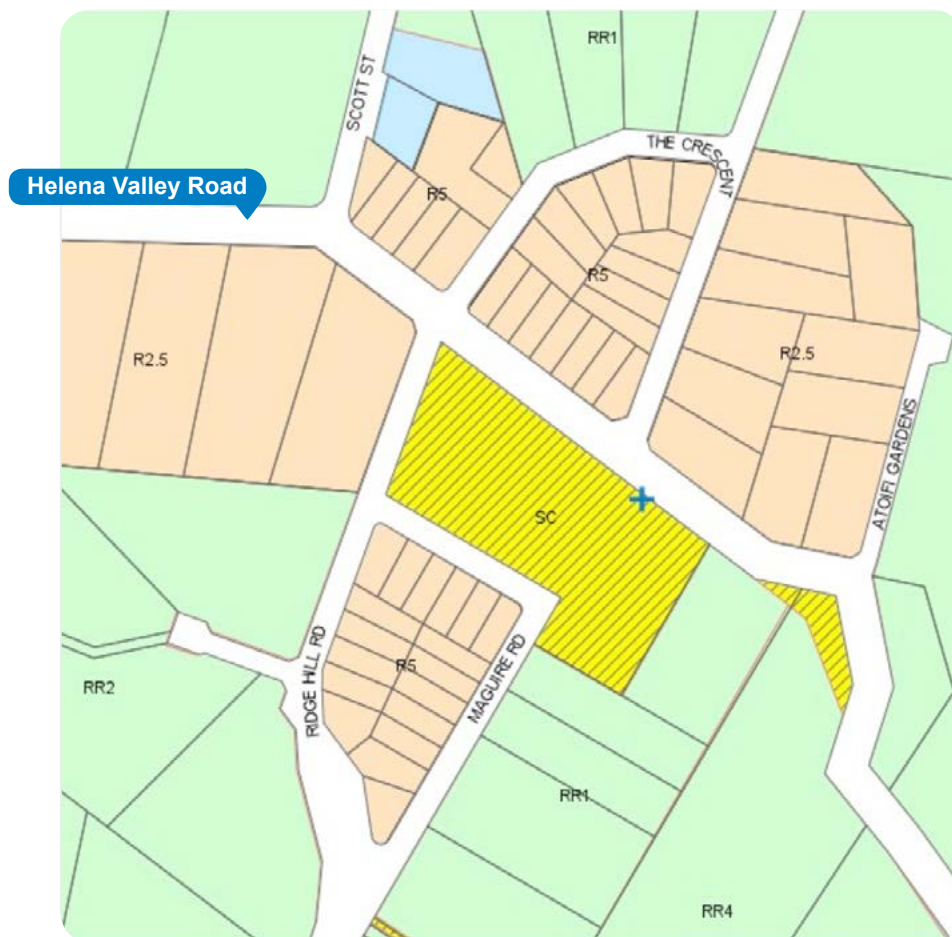 RR1
SCOTT ST
THE CRESCENT
Helena Valley Road
R5
R5
R2.5
R2.5
ATOIFI GARDENS
SC
RIDGE HILL RD
R5
MAGUIRE RD
RR2
RR1
RR4